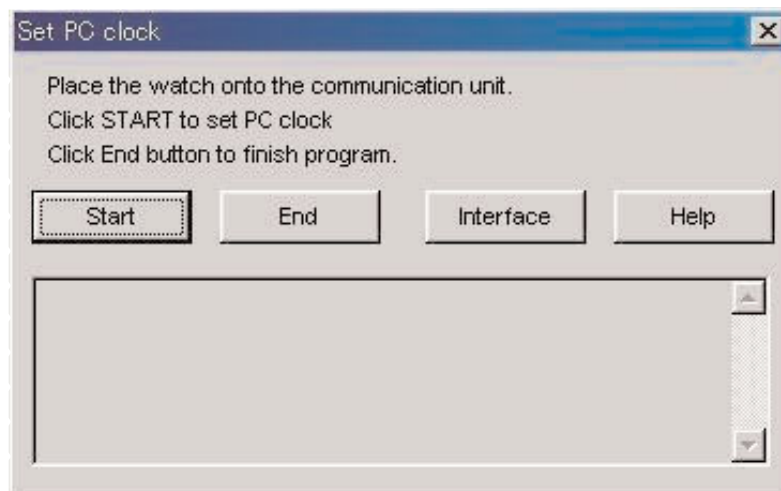 Set PC clock
Place the watch onto the communication unit.
Click START to set PC clock
Click End button to finish program.
Start End Interface Help